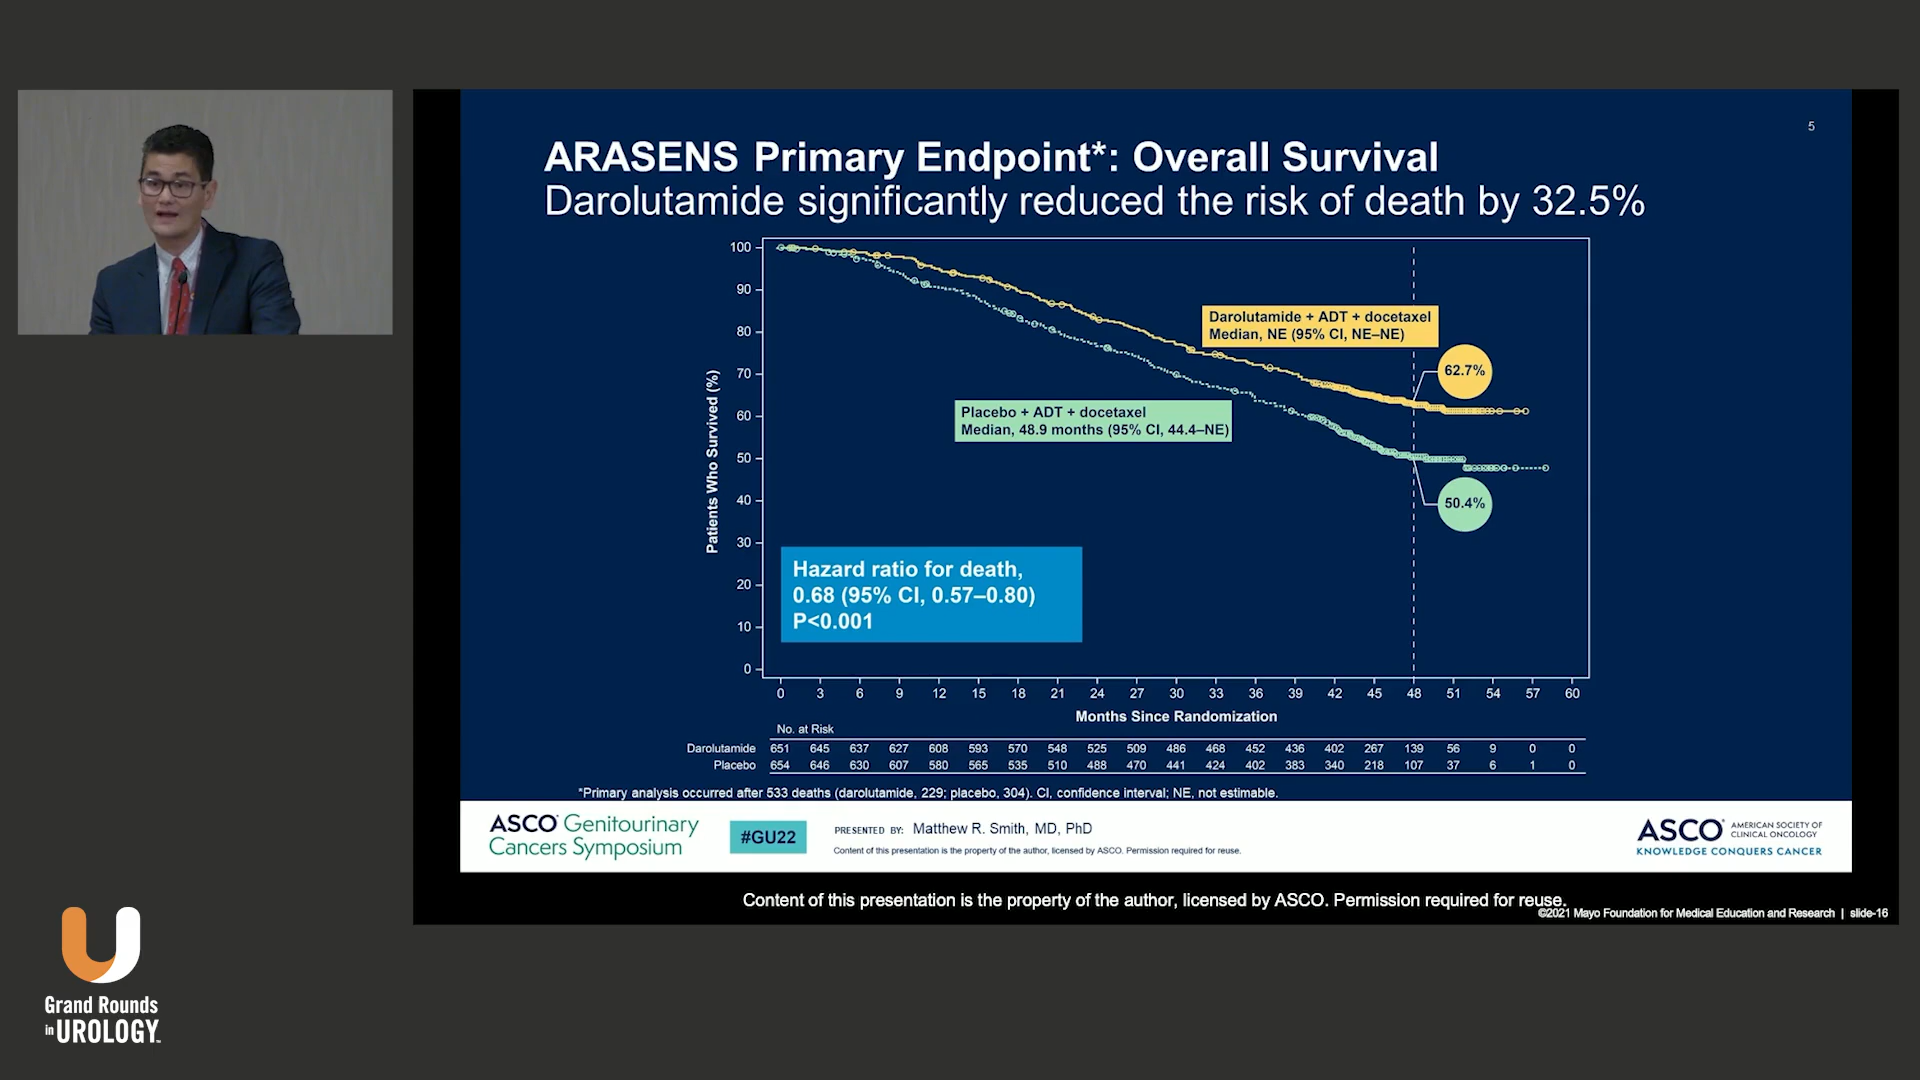 5
ARASENS Primary Endpoint*: Overall Survival
Darolutamide significantly reduced the risk of death by 32.5%
Patients Who Survived (%)
100
90
80
70
60
50
40
30
20
10
0
Darolutamide + ADT + docetaxel
Median, NE (95% CI, NE–NE)
62.7%
Placebo + ADT + docetaxel
Median, 48.9 months (95% CI, 44.4–NE)
50.4%
Hazard ratio for death,
0.68 (95% CI, 0.57–0.80)
P<0.001
0 3 6 9 12 15 18 21 24 27 30 33 36 39 42 45 48 51 54 57 60
Months Since Randomization
No. at Risk
Darolutamide 651 645 637 627 608 593 570 548 525 509 486 468 452 436 402 267 139 56 9 0 0
Placebo 654 646 630 607 580 565 535 510 488 470 441 424 402 383 340 218 107 37 6 1 0
*Primary analysis occurred after 533 deaths (darolutamide, 229; placebo, 304). CI, confidence interval; NE, not estimable.
ASCO Genitourinary
Cancers Symposium
#GU22
PRESENTED BY: Matthew R. Smith, MD, PhD
Content of this presentation is the property of the author, licensed by ASCO. Permission required for reuse.
ASCO AMERICAN SOCIETY OF
CLINICAL ONCOLOGY
KNOWLEDGE CONQUERS CANCER
Content of this presentation is the property of the author, licensed by ASCO. Permission required for reuse.
©2021 Mayo Foundation for Medical Education and Research | slide-16
Grand Rounds
in UROLOGY™